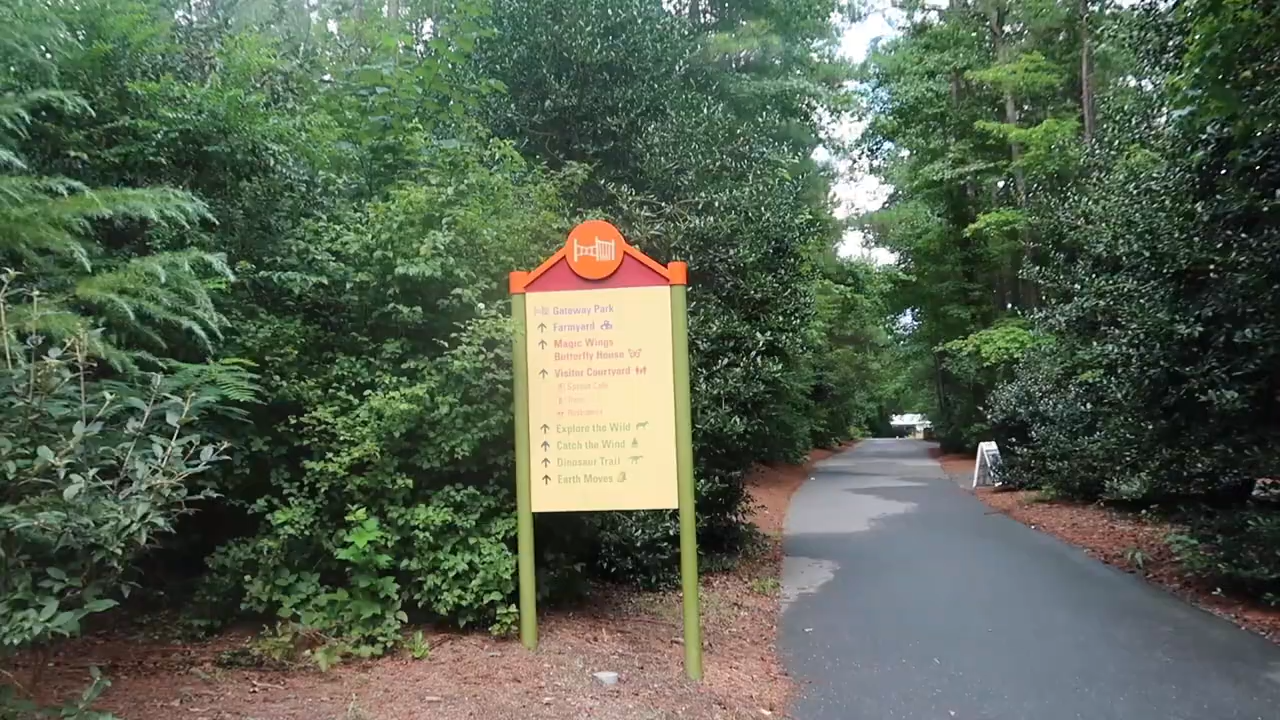 Gateway Park
Farmyard
Magic Wings
Butterfly House
Visitor Courtyard
Explore the Wild
Catch the Wind
Dinosaur Trail
Earth Moves